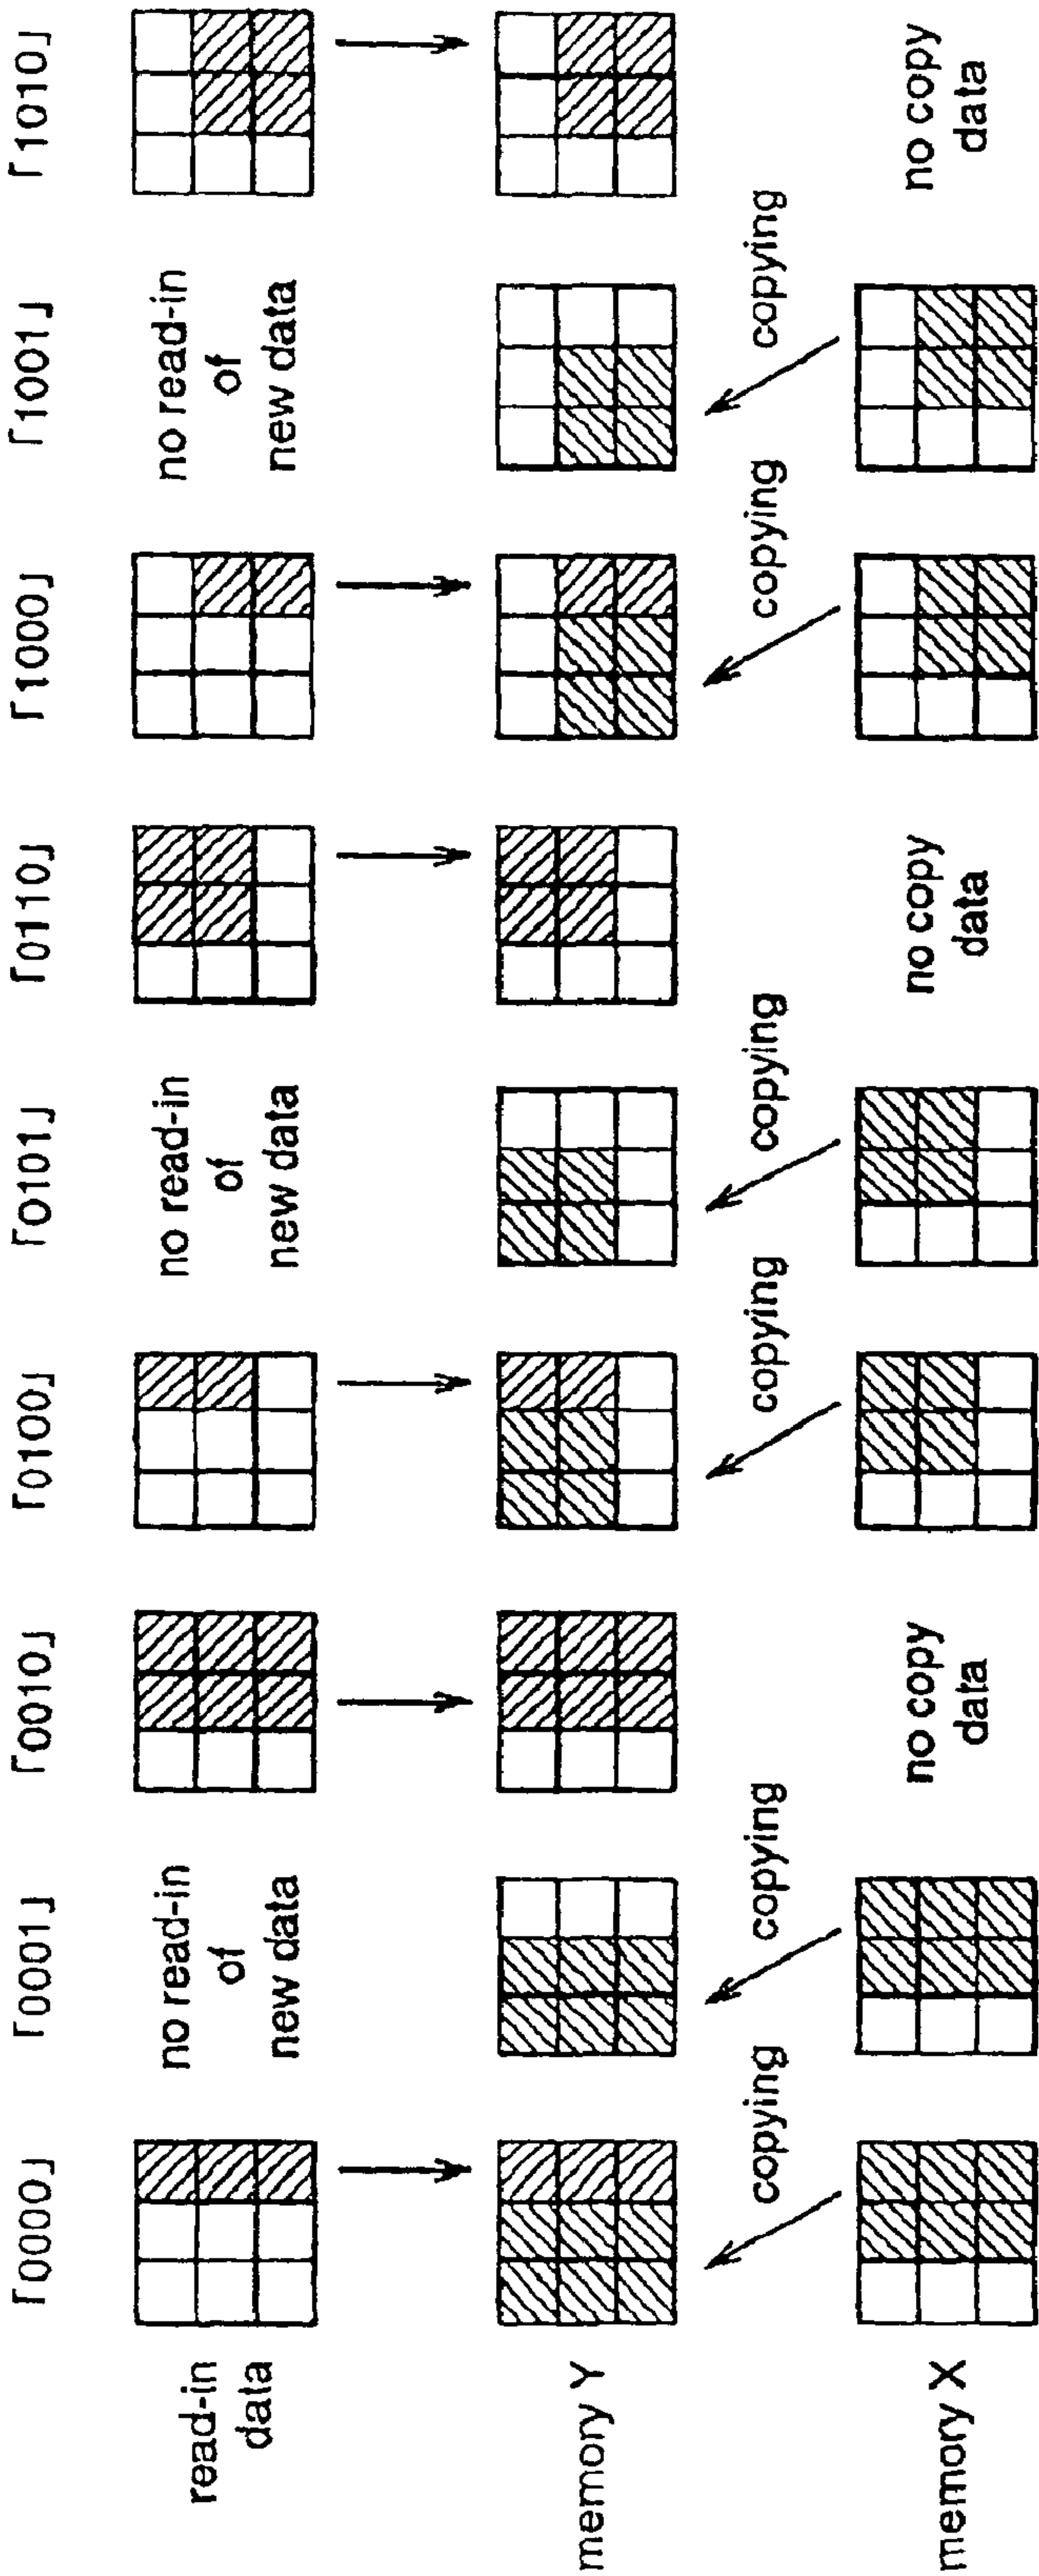 「0000」 「0001」 「0010」 「0100」 「0101」 「0110」 「1000」 「1001」 「1010」
read-in
data
no read-in
of
new data
no read-in
of
new data
no read-in
of
new data
memory Y
copying copying copying copying copying copying
memory X
no copy
data
no copy
data
no copy
data